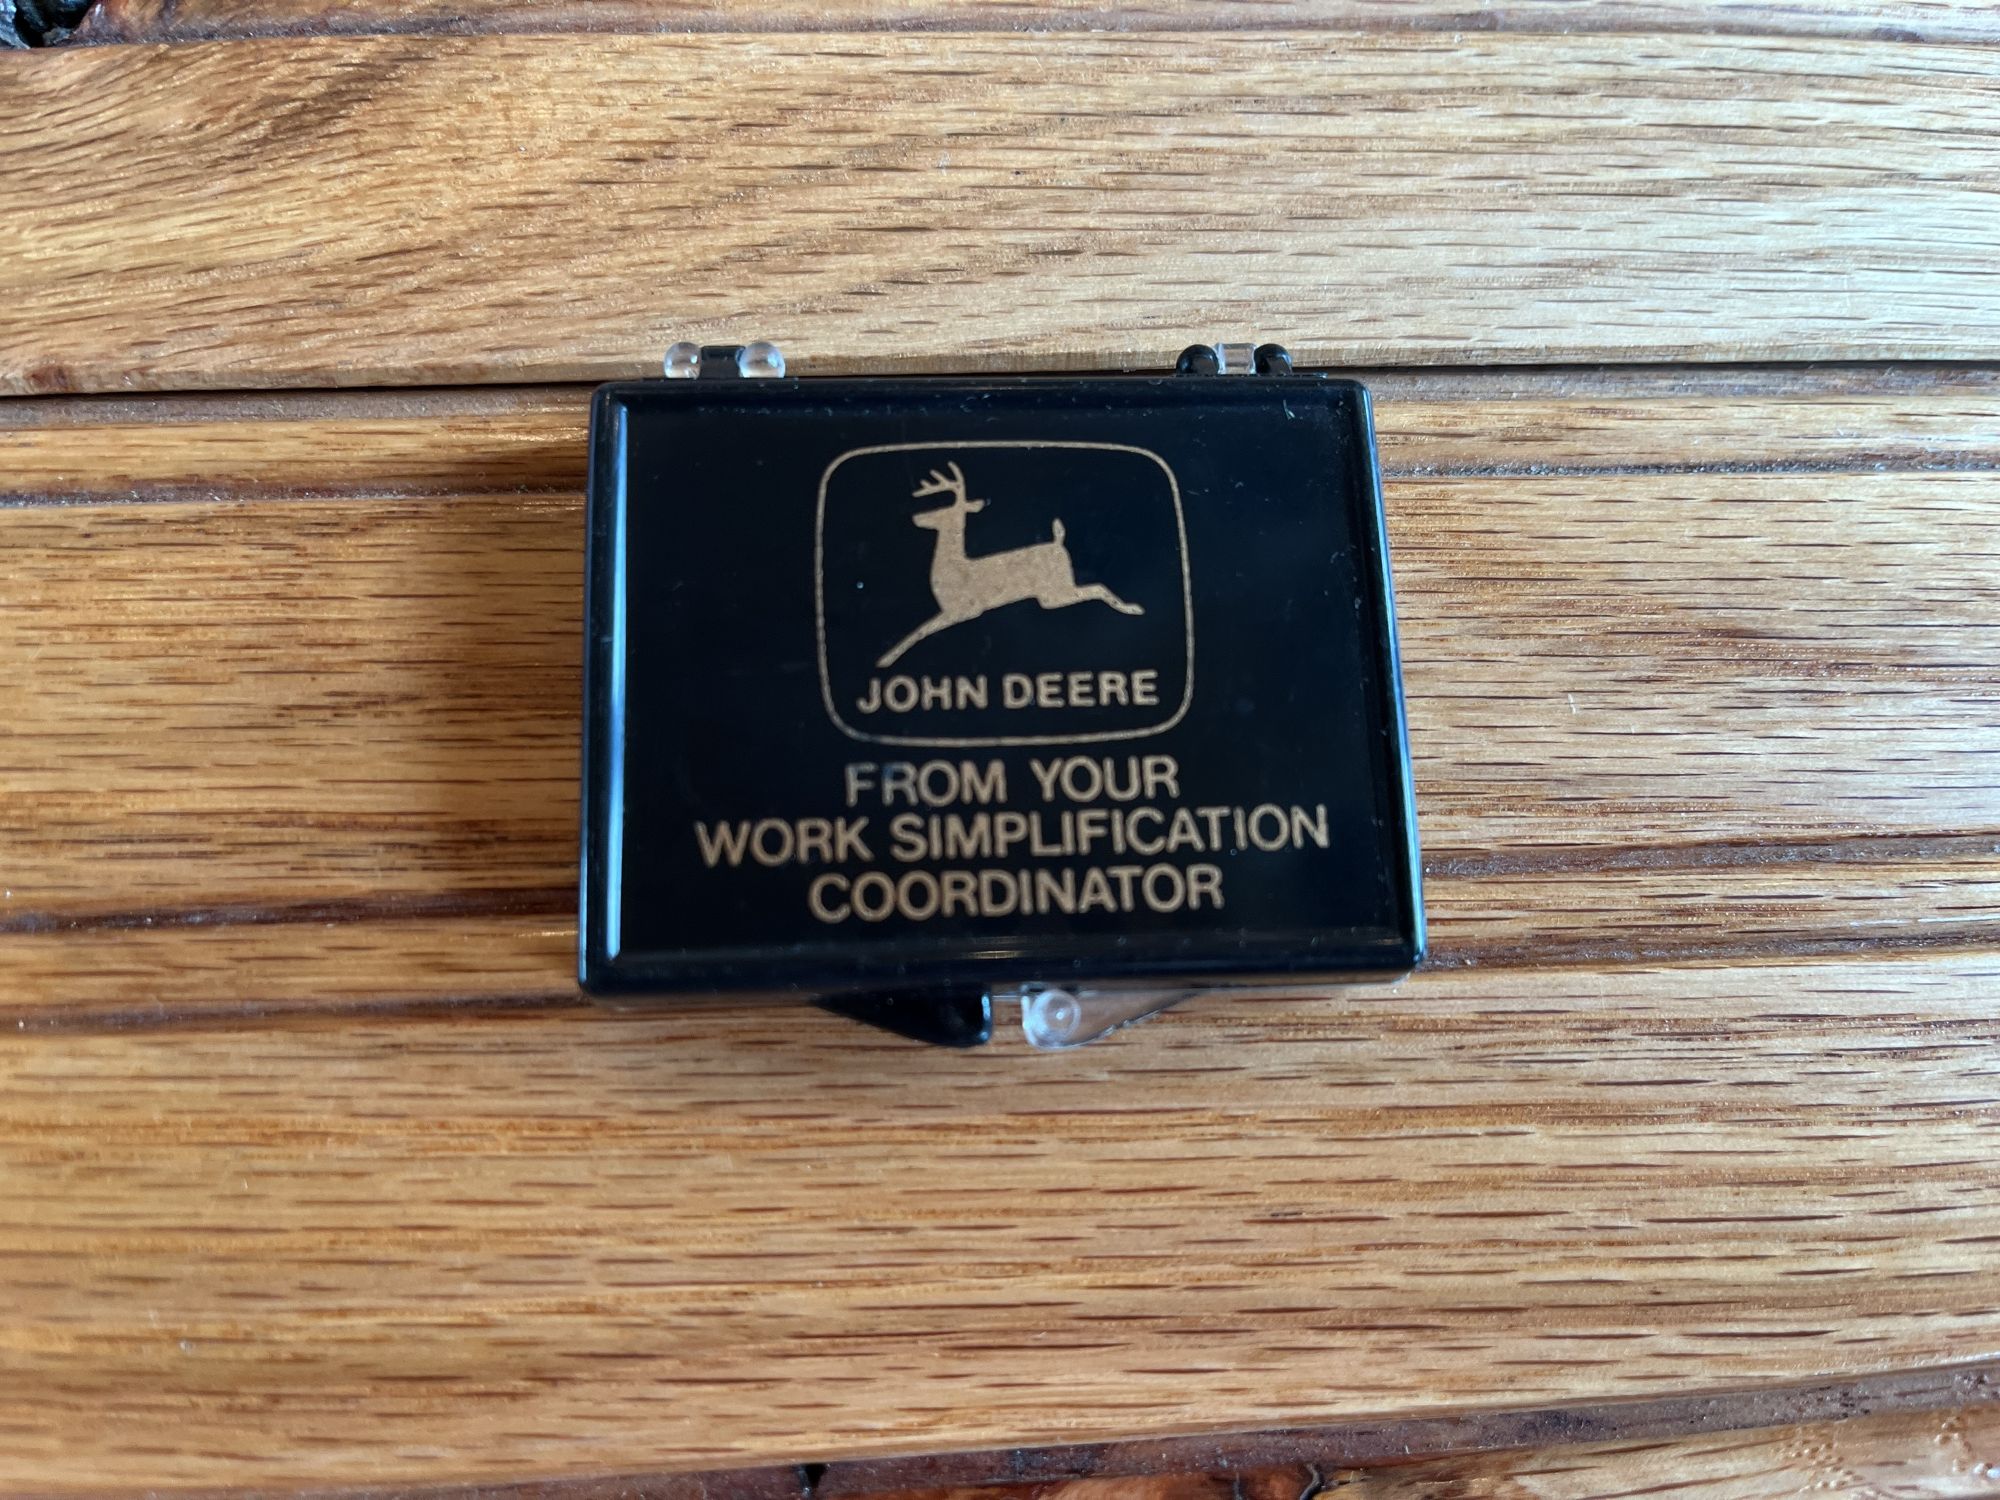 JOHN DEERE
FROM YOUR
WORK SIMPLIFICATION
COORDINATOR